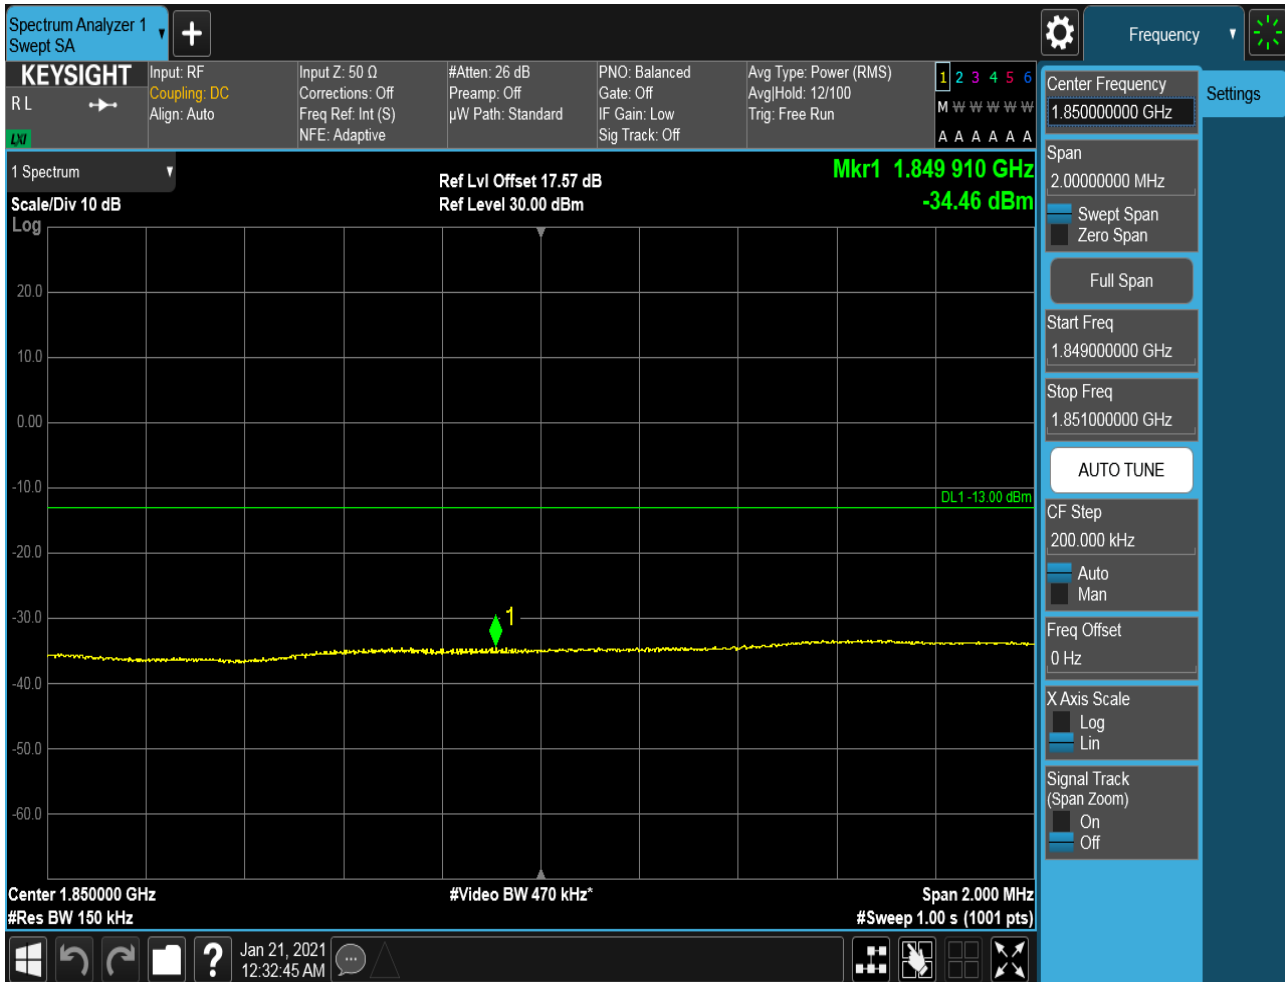 Spectrum Analyzer 1
Swept SA
Frequency
KEYSIGHT
R L
LXI
Input: RF
Coupling: DC
Align: Auto
Input Z: 50 Ω
Corrections: Off
Freq Ref: Int (S)
NFE: Adaptive
#Atten: 26 dB
Preamp: Off
µW Path: Standard
PNO: Balanced
Gate: Off
IF Gain: Low
Sig Track: Off
Avg Type: Power (RMS)
Avg|Hold: 12/100
Trig: Free Run
1 2 3 4 5 6
M W W W W W
A A A A A A
1 Spectrum
Scale/Div 10 dB
Log
Ref Lvl Offset 17.57 dB
Ref Level 30.00 dBm
Mkr1 1.849 910 GHz
-34.46 dBm
20.0
10.0
0.00
-10.0
-20.0
-30.0
-40.0
-50.0
-60.0
DL1 -13.00 dBm
1
Center 1.850000 GHz
#Res BW 150 kHz
#Video BW 470 kHz*
Span 2.000 MHz
#Sweep 1.00 s (1001 pts)
Jan 21, 2021
12:32:45 AM
Center Frequency
1.850000000 GHz
Settings
Span
2.00000000 MHz
Swept Span
Zero Span
Full Span
Start Freq
1.849000000 GHz
Stop Freq
1.851000000 GHz
AUTO TUNE
CF Step
200.000 kHz
Auto
Man
Freq Offset
0 Hz
X Axis Scale
Log
Lin
Signal Track
(Span Zoom)
On
Off